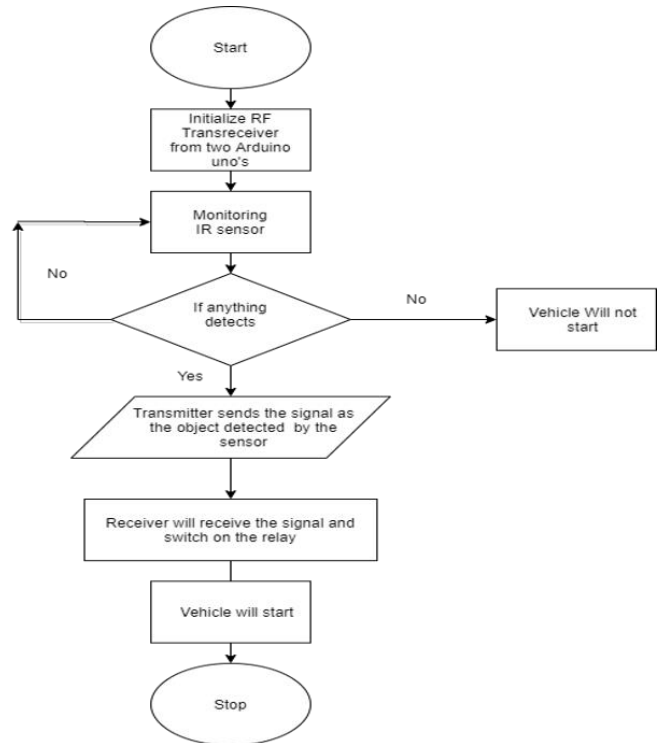 Start
Initialize RF
Transreceiver
from two Arduino
uno's
Monitoring
IR sensor
No
If anything
detects
No
Vehicle Will not
start
Yes
Transmitter sends the signal as
the object detected by the
sensor
Receiver will receive the signal and
switch on the relay
Vehicle will start
Stop